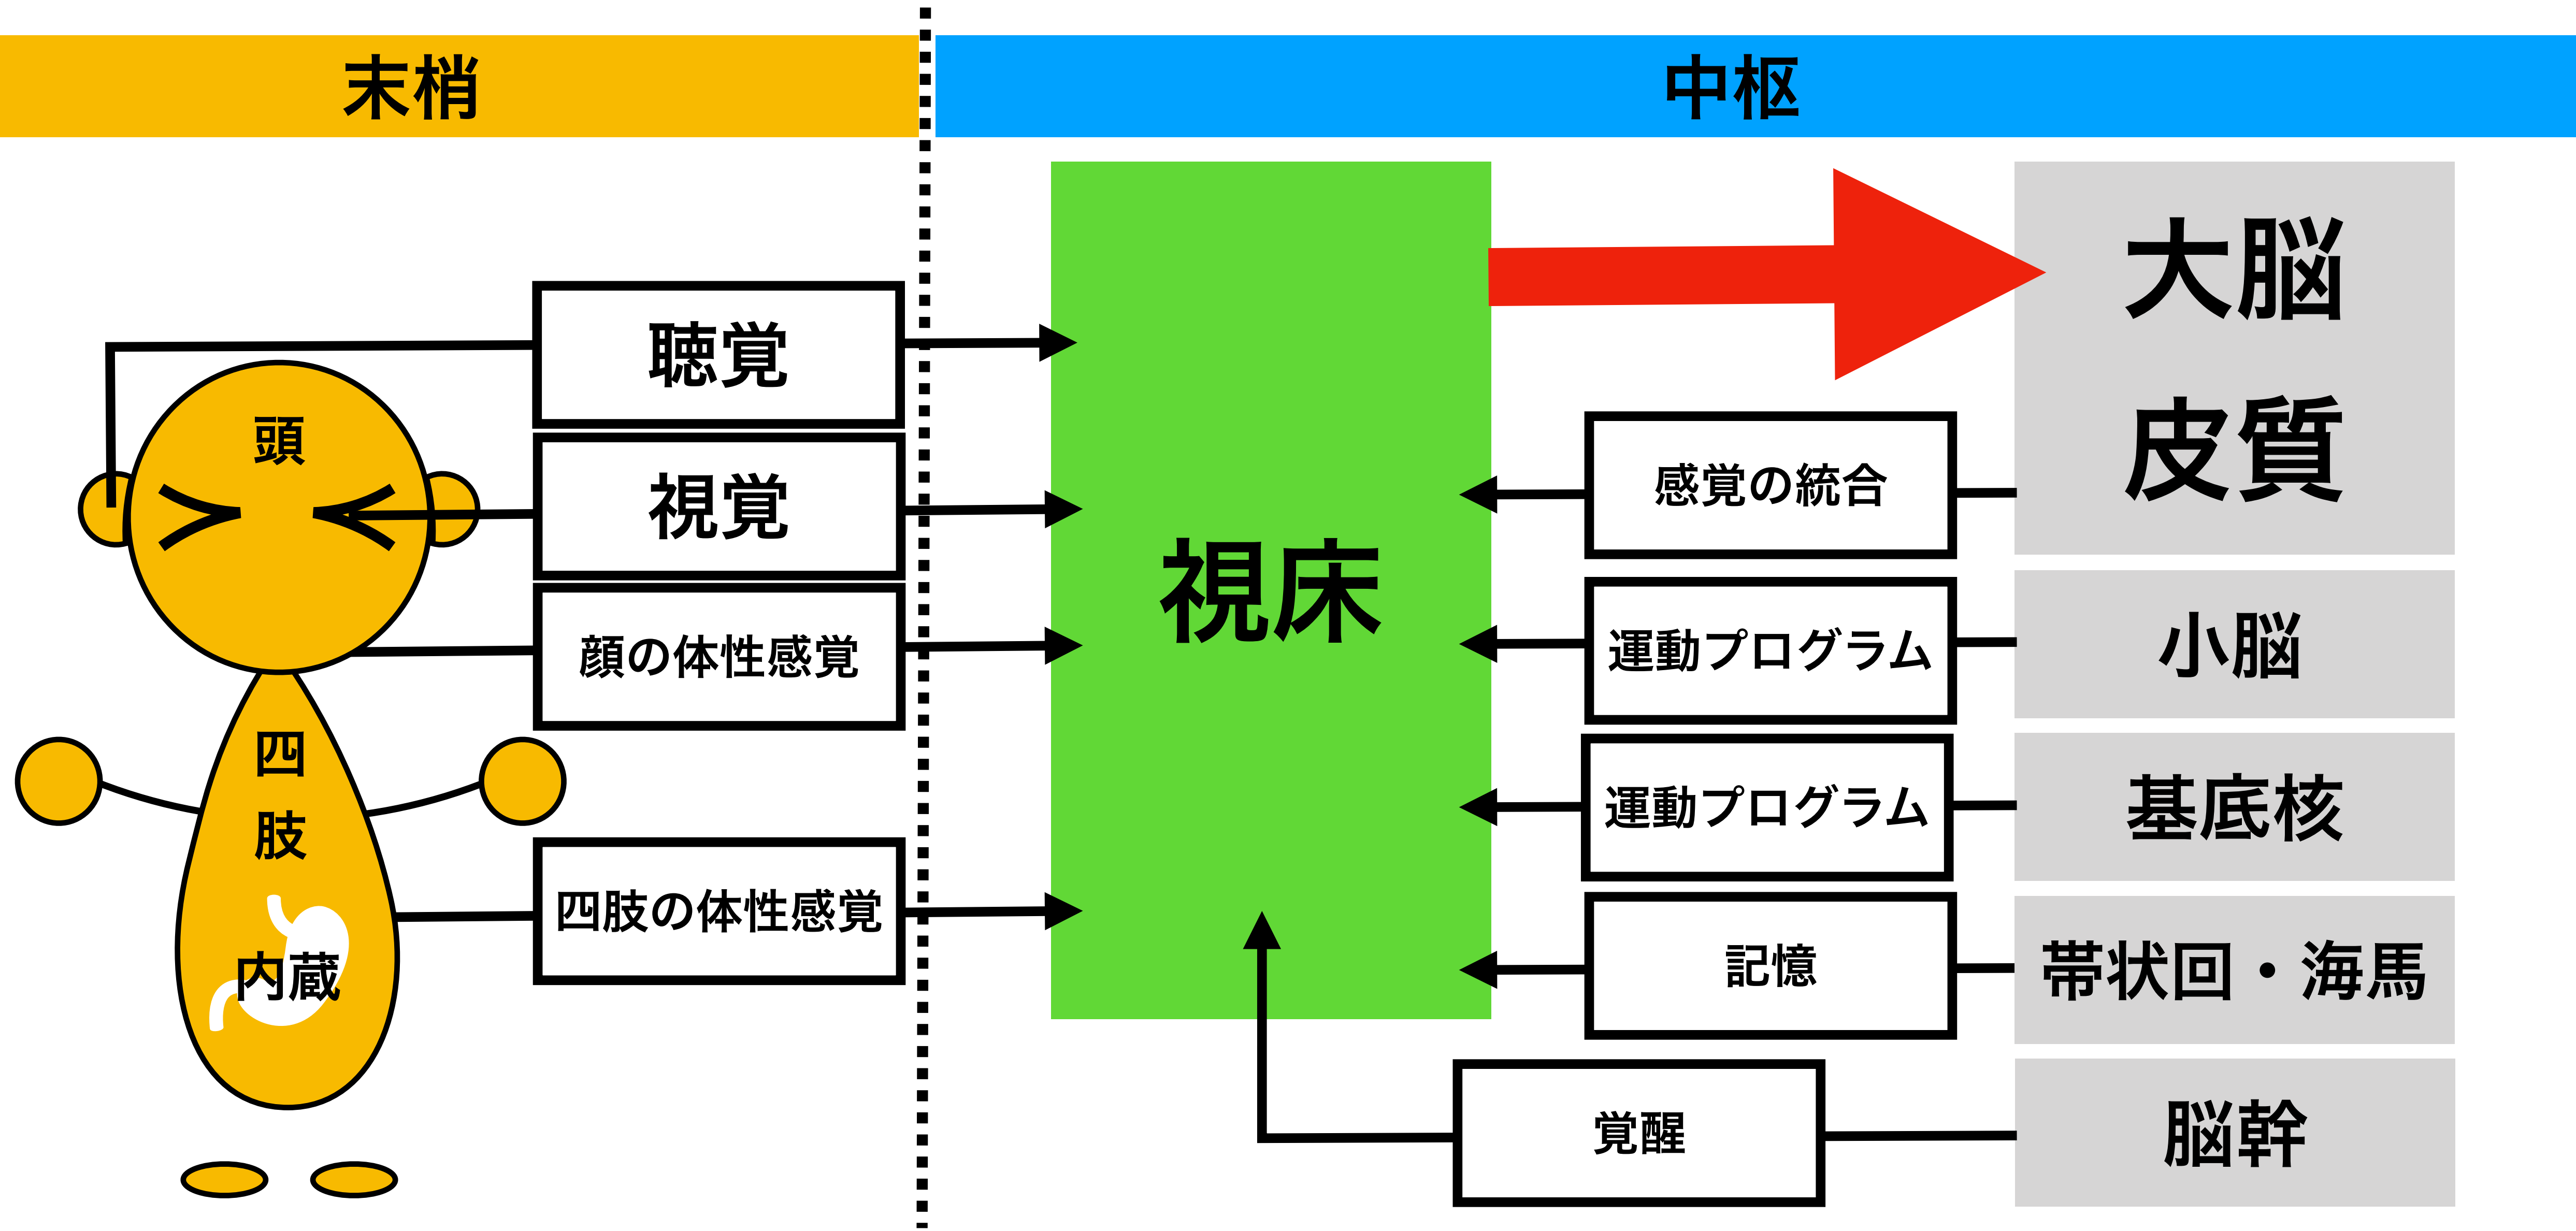 末梢
中枢
頭
四
肢
内蔵
聴覚
視覚
顔の体性感覚
四肢の体性感覚
視床
感覚の統合
運動プログラム
運動プログラム
記憶
覚醒
大脳
皮質
小脳
基底核
帯状回・海馬
脳幹